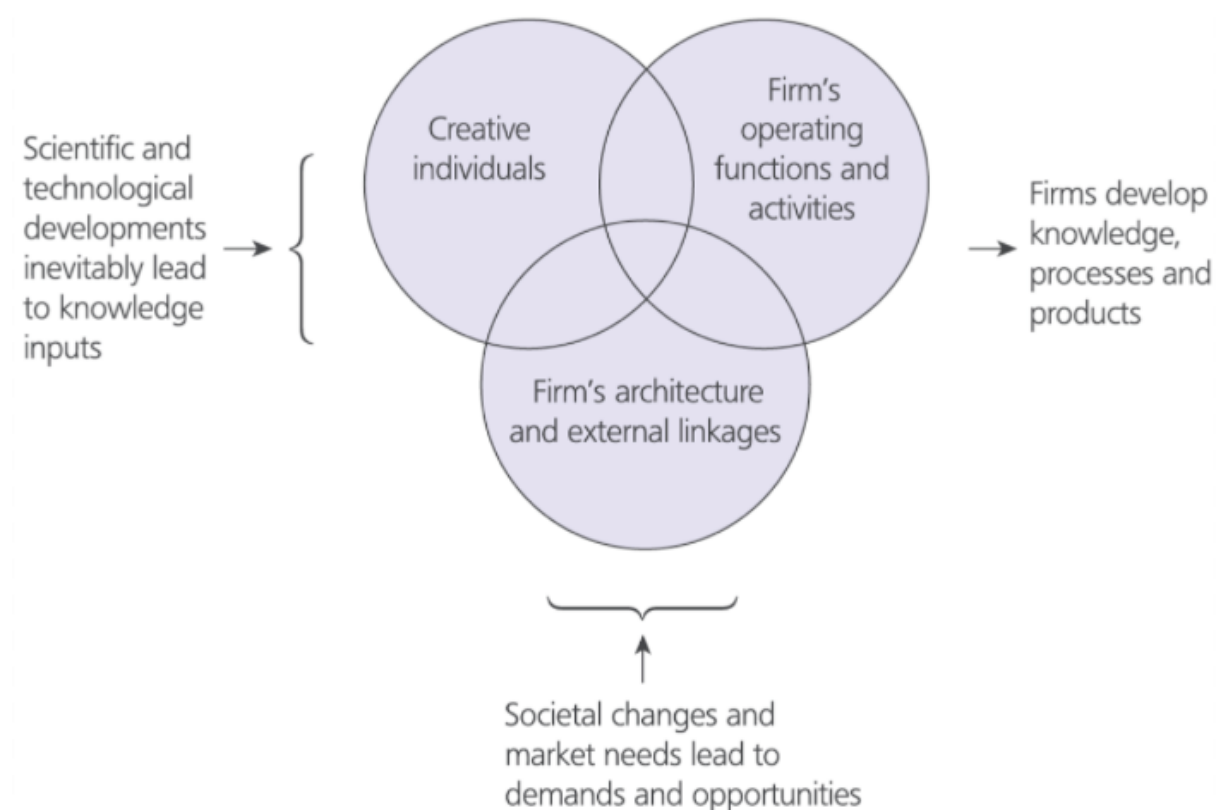 Scientific and
technological
developments
inevitably lead
to knowledge
inputs
Creative
individuals
Firm's
operating
functions and
activities
Firm's architecture
and external linkages
Firms develop
knowledge,
processes and
products
Societal changes and
market needs lead to
demands and opportunities